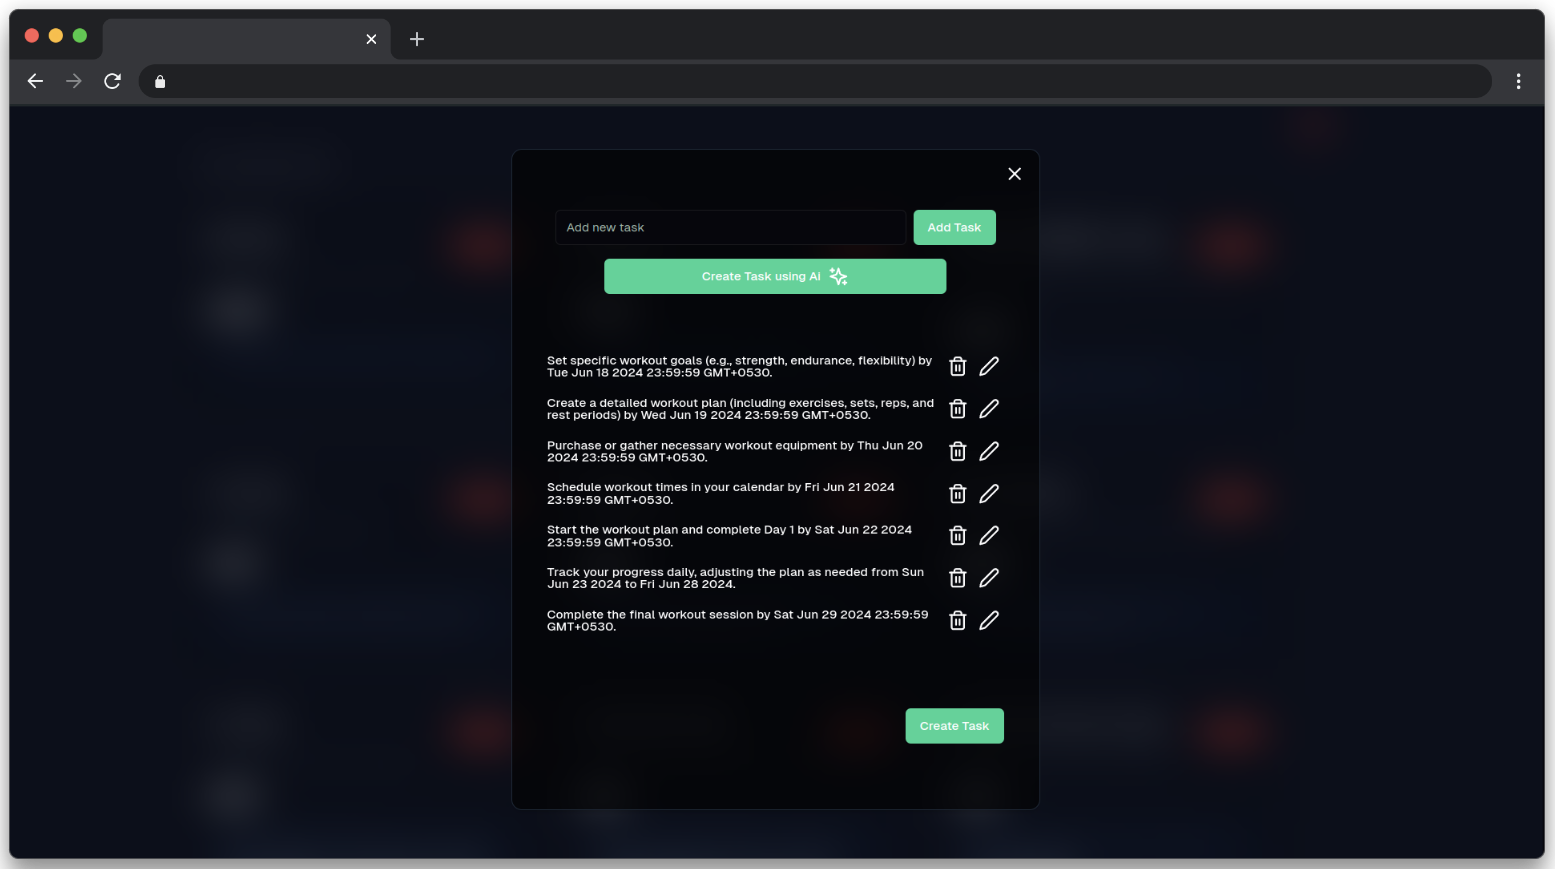 Add new task
Add Task
Create Task using AI
Set specific workout goals (e.g., strength, endurance, flexibility) by
Tue Jun 18 2024 23:59:59 GMT+0530.
Create a detailed workout plan (including exercises, sets, reps, and
rest periods) by Wed Jun 19 2024 23:59:59 GMT+0530.
Purchase or gather necessary workout equipment by Thu Jun 20
2024 23:59:59 GMT+0530.
Schedule workout times in your calendar by Fri Jun 21 2024
23:59:59 GMT+0530.
Start the workout plan and complete Day 1 by Sat Jun 22 2024
23:59:59 GMT+0530.
Track your progress daily, adjusting the plan as needed from Sun
Jun 23 2024 to Fri Jun 28 2024.
Complete the final workout session by Sat Jun 29 2024 23:59:59
GMT+0530.
Create Task